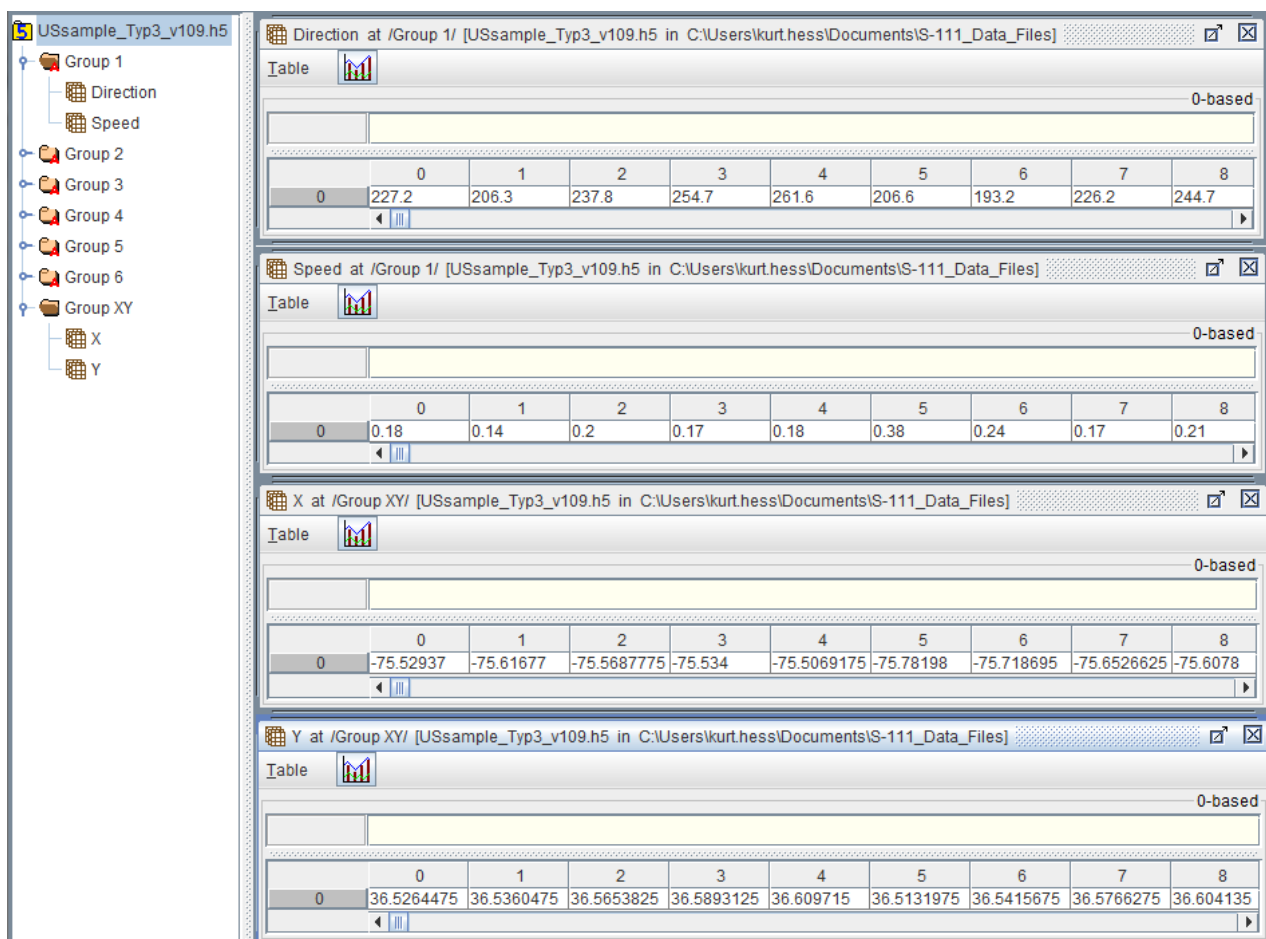 USsample_Typ3_v109.h5
Group 1
Direction
Speed
Group 2
Group 3
Group 4
Group 5
Group 6
Group XY
X
Y
Direction at /Group 1/ [USsample_Typ3_v109.h5 in C:\Users\kurt.hess\Documents\S-111_Data_Files]
Table
0-based
0 1 2 3 4 5 6 7 8
0 227.2 206.3 237.8 254.7 261.6 206.6 193.2 226.2 244.7
Speed at /Group 1/ [USsample_Typ3_v109.h5 in C:\Users\kurt.hess\Documents\S-111_Data_Files]
Table
0-based
0 1 2 3 4 5 6 7 8
0 0.18 0.14 0.2 0.17 0.18 0.38 0.24 0.17 0.21
X at /Group XY/ [USsample_Typ3_v109.h5 in C:\Users\kurt.hess\Documents\S-111_Data_Files]
Table
0-based
0 1 2 3 4 5 6 7 8
0 -75.52937 -75.61677 -75.5687775 -75.534 -75.5069175 -75.78198 -75.718695 -75.6526625 -75.6078
Y at /Group XY/ [USsample_Typ3_v109.h5 in C:\Users\kurt.hess\Documents\S-111_Data_Files]
Table
0-based
0 1 2 3 4 5 6 7 8
0 36.5264475 36.5360475 36.5653825 36.5893125 36.609715 36.5131975 36.5415675 36.5766275 36.604135